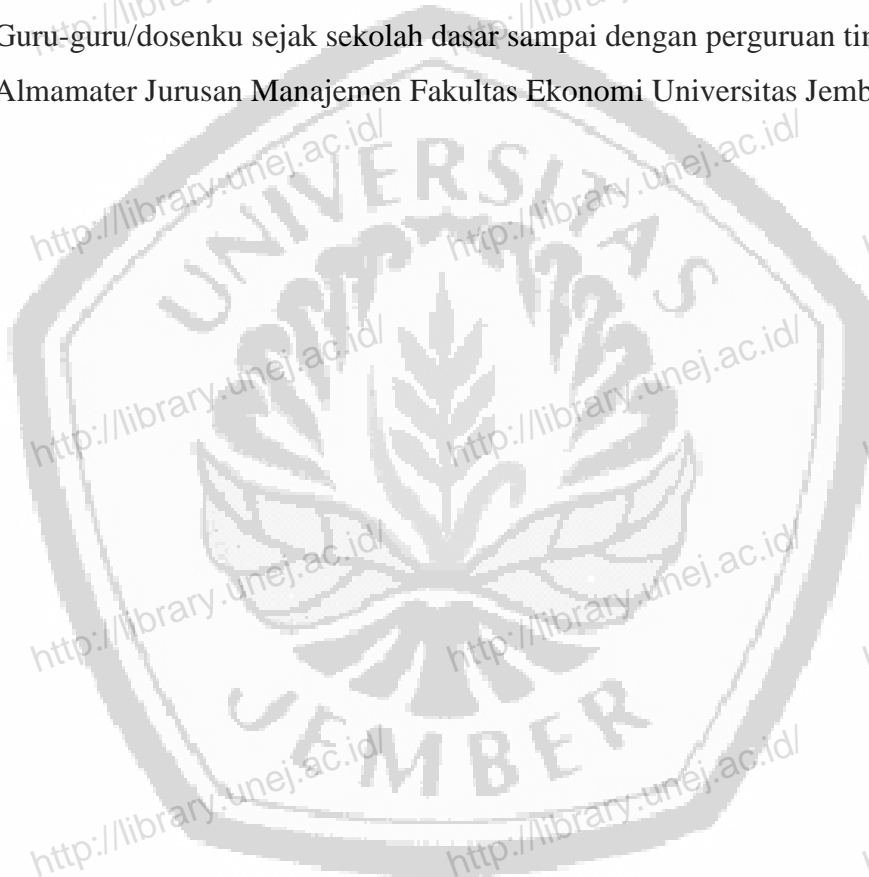 Guru-guru/dosenku sejak sekolah dasar sampai dengan perguruan tin
Almamater Jurusan Manajemen Fakultas Ekonomi Universitas Jemb
UNIVERSITAS
http://library.unej.ac.id/ http://library.unej.ac.id/
http://library.unej.ac.id/ http://library.unej.ac.id/
http://library.unej.ac.id/ http://library.unej.ac.id/
JEMBER
http://library.unej.ac.id/ http://library.unej.ac.id/